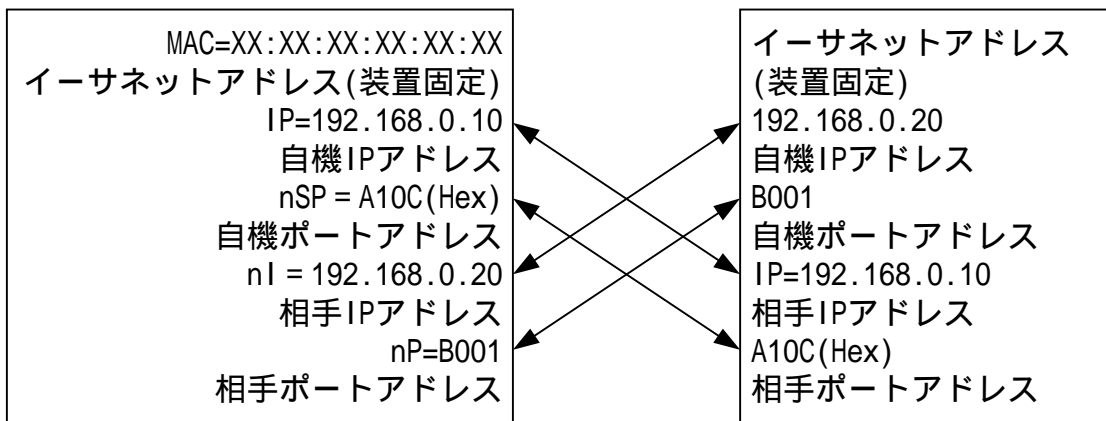 MAC=XX:XX:XX:XX:XX:XX
イーサネットアドレス(装置固定)
IP=192.168.0.10
自機IPアドレス
nSP = A10C(Hex)
自機ポートアドレス
nI = 192.168.0.20
相手IPアドレス
nP=B001
相手ポートアドレス
イーサネットアドレス
(装置固定)
192.168.0.20
自機IPアドレス
B001
自機ポートアドレス
IP=192.168.0.10
相手IPアドレス
A10C(Hex)
相手ポートアドレス